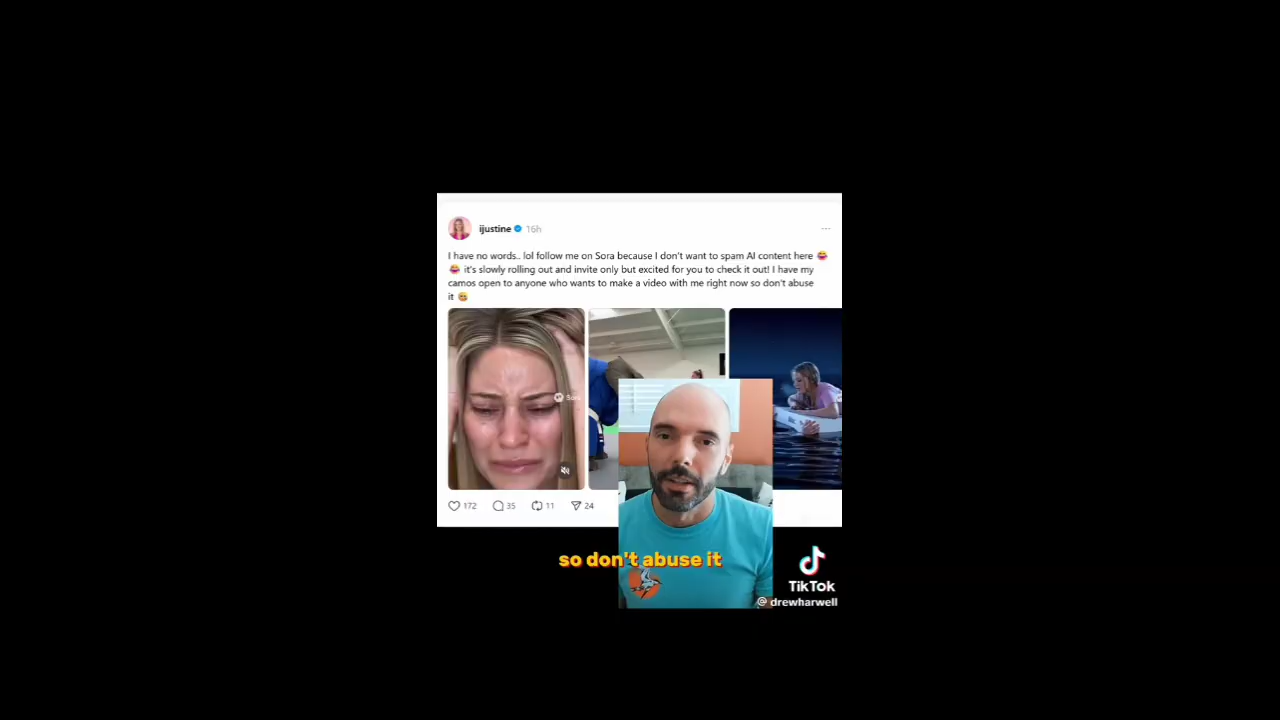 ijustine 16h
I have no words.. lol follow me on Sora because I don't want to spam AI content here 😂
😂 it's slowly rolling out and invite only but excited for you to check it out! I have my
camos open to anyone who wants to make a video with me right now so don't abuse
it 😅
Sora
172 35 11 24
so don't abuse it
TikTok
@ drewharwell